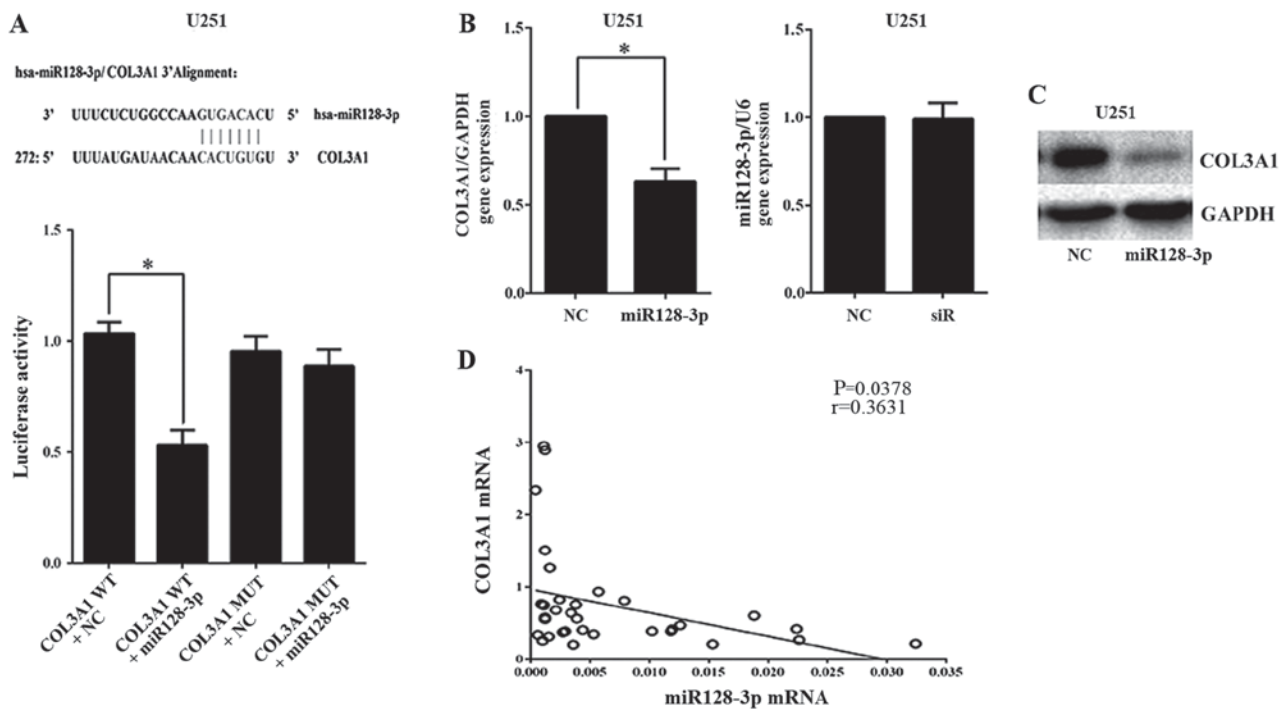 A
U251
hsa-miR128-3p/ COL3A1 3’Alignment:
3’ UUUCUCUGGCCAAGUGACACU 5’ hsa-miR128-3p
272: 5’ UUUAUGAUAACAACACUGUGU 3’ COL3A1
Luciferase activity
1.5
1.0
0.5
0.0
*
COL3A1 WT + NC
COL3A1 WT + miR128-3p
COL3A1 MUT + NC
COL3A1 MUT + miR128-3p
B
U251
COL3A1/GAPDH
gene expression
1.5
1.0
0.5
0.0
*
NC
miR128-3p
U251
miR128-3p/U6
gene expression
1.5
1.0
0.5
0.0
NC
siR
C
U251
COL3A1
GAPDH
NC
miR128-3p
D
P=0.0378
r=0.3631
COL3A1 mRNA
4
3
2
1
0
0.000 0.005 0.010 0.015 0.020 0.025 0.030 0.035
miR128-3p mRNA